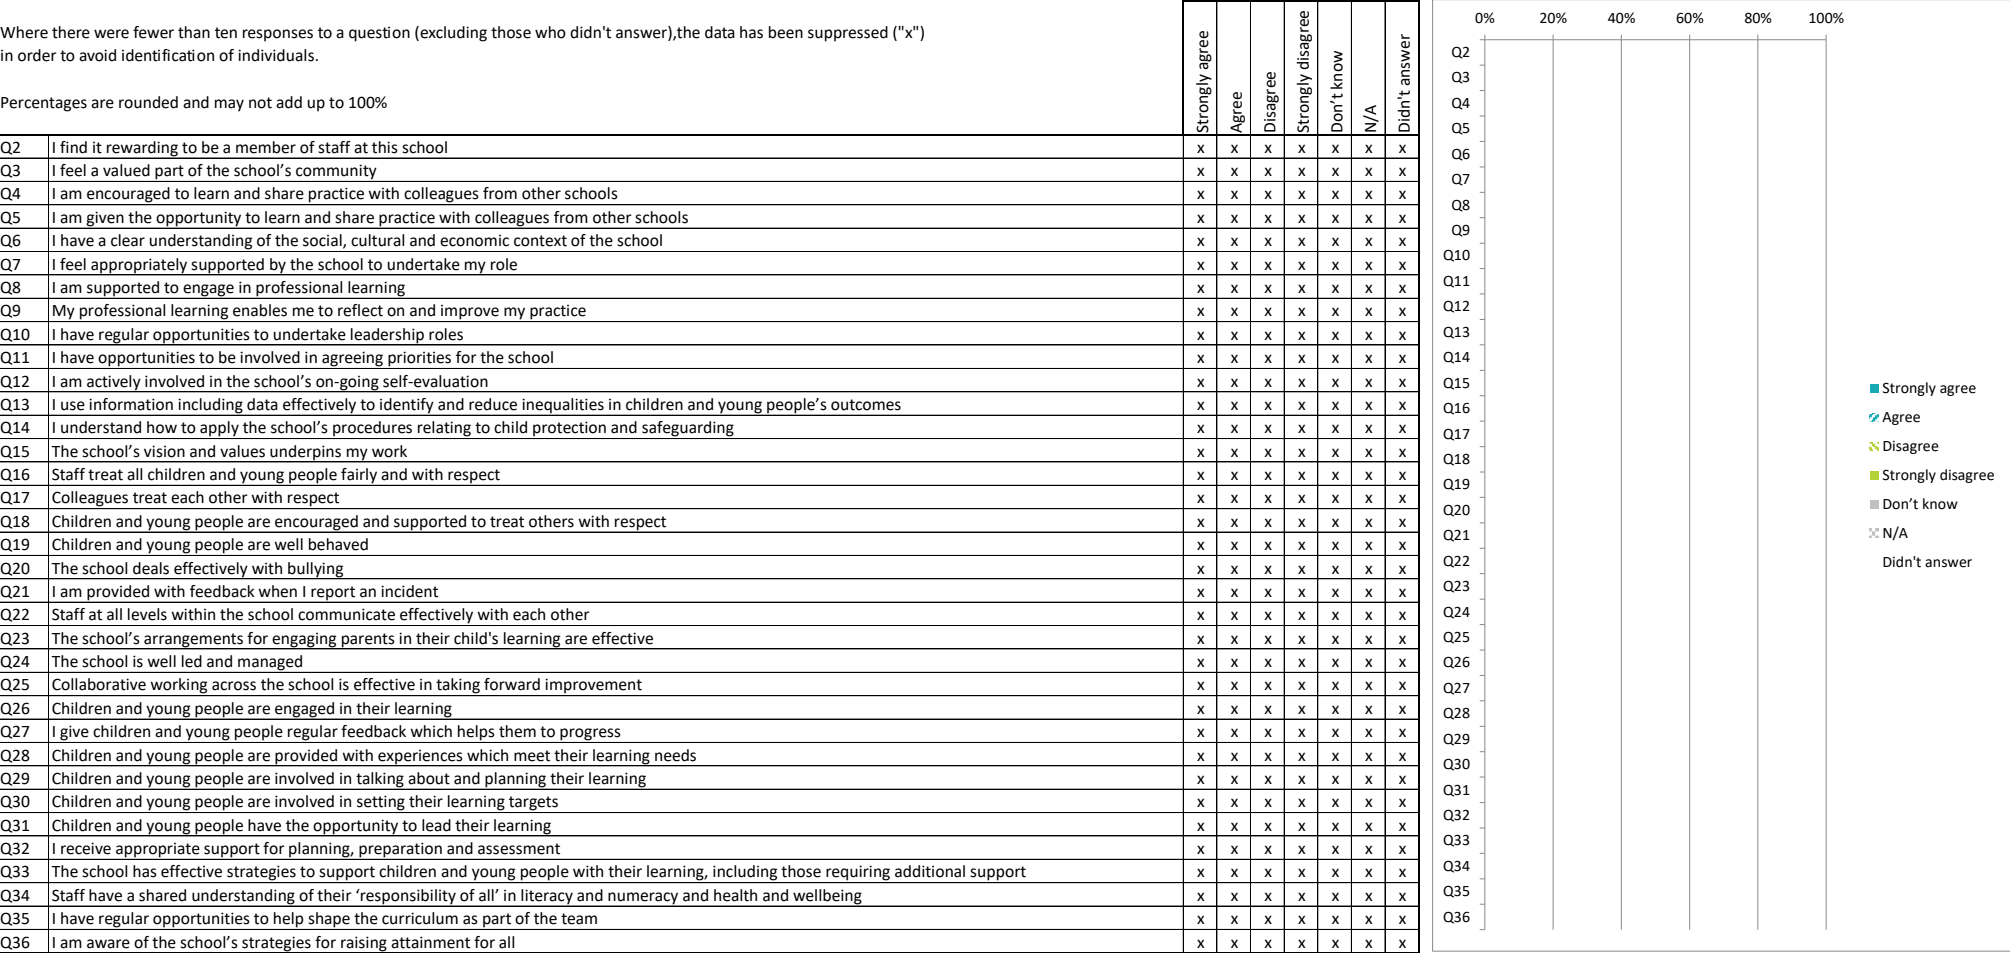 Where there were fewer than ten responses to a question (excluding those who didn't answer),the data has been suppressed ("x")
in order to avoid identification of individuals.
Percentages are rounded and may not add up to 100%
Strongly agree
Agree
Disagree
Strongly disagree
Don't know
N/A
Didn't answer
Q2 I find it rewarding to be a member of staff at this school x x x x x x x
Q3 I feel a valued part of the school’s community x x x x x x x
Q4 I am encouraged to learn and share practice with colleagues from other schools x x x x x x x
Q5 I am given the opportunity to learn and share practice with colleagues from other schools x x x x x x x
Q6 I have a clear understanding of the social, cultural and economic context of the school x x x x x x x
Q7 I feel appropriately supported by the school to undertake my role x x x x x x x
Q8 I am supported to engage in professional learning x x x x x x x
Q9 My professional learning enables me to reflect on and improve my practice x x x x x x x
Q10 I have regular opportunities to undertake leadership roles x x x x x x x
Q11 I have opportunities to be involved in agreeing priorities for the school x x x x x x x
Q12 I am actively involved in the school’s on-going self-evaluation x x x x x x x
Q13 I use information including data effectively to identify and reduce inequalities in children and young people’s outcomes x x x x x x x
Q14 I understand how to apply the school’s procedures relating to child protection and safeguarding x x x x x x x
Q15 The school’s vision and values underpins my work x x x x x x x
Q16 Staff treat all children and young people fairly and with respect x x x x x x x
Q17 Colleagues treat each other with respect x x x x x x x
Q18 Children and young people are encouraged and supported to treat others with respect x x x x x x x
Q19 Children and young people are well behaved x x x x x x x
Q20 The school deals effectively with bullying x x x x x x x
Q21 I am provided with feedback when I report an incident x x x x x x x
Q22 Staff at all levels within the school communicate effectively with each other x x x x x x x
Q23 The school’s arrangements for engaging parents in their child's learning are effective x x x x x x x
Q24 The school is well led and managed x x x x x x x
Q25 Collaborative working across the school is effective in taking forward improvement x x x x x x x
Q26 Children and young people are engaged in their learning x x x x x x x
Q27 I give children and young people regular feedback which helps them to progress x x x x x x x
Q28 Children and young people are provided with experiences which meet their learning needs x x x x x x x
Q29 Children and young people are involved in talking about and planning their learning x x x x x x x
Q30 Children and young people are involved in setting their learning targets x x x x x x x
Q31 Children and young people have the opportunity to lead their learning x x x x x x x
Q32 I receive appropriate support for planning, preparation and assessment x x x x x x x
Q33 The school has effective strategies to support children and young people with their learning, including those requiring additional support x x x x x x x
Q34 Staff have a shared understanding of their ‘responsibility of all’ in literacy and numeracy and health and wellbeing x x x x x x x
Q35 I have regular opportunities to help shape the curriculum as part of the team x x x x x x x
Q36 I am aware of the school’s strategies for raising attainment for all x x x x x x x
0% 20% 40% 60% 80% 100%
Q2
Q3
Q4
Q5
Q6
Q7
Q8
Q9
Q10
Q11
Q12
Q13
Q14
Q15
Q16
Q17
Q18
Q19
Q20
Q21
Q22
Q23
Q24
Q25
Q26
Q27
Q28
Q29
Q30
Q31
Q32
Q33
Q34
Q35
Q36
Strongly agree
Agree
Disagree
Strongly disagree
Don’t know
N/A
Didn't answer